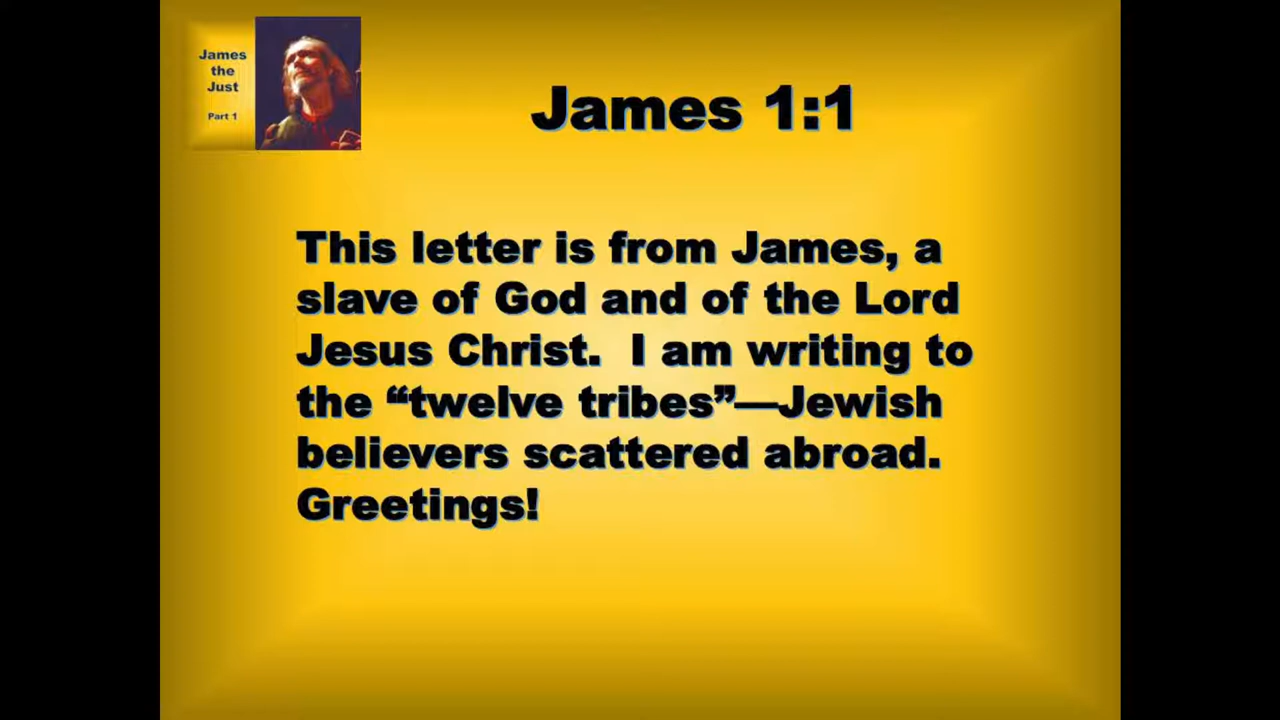 James
the
Just
Part 1
James 1:1
This letter is from James, a
slave of God and of the Lord
Jesus Christ.  I am writing to
the “twelve tribes”—Jewish
believers scattered abroad.
Greetings!